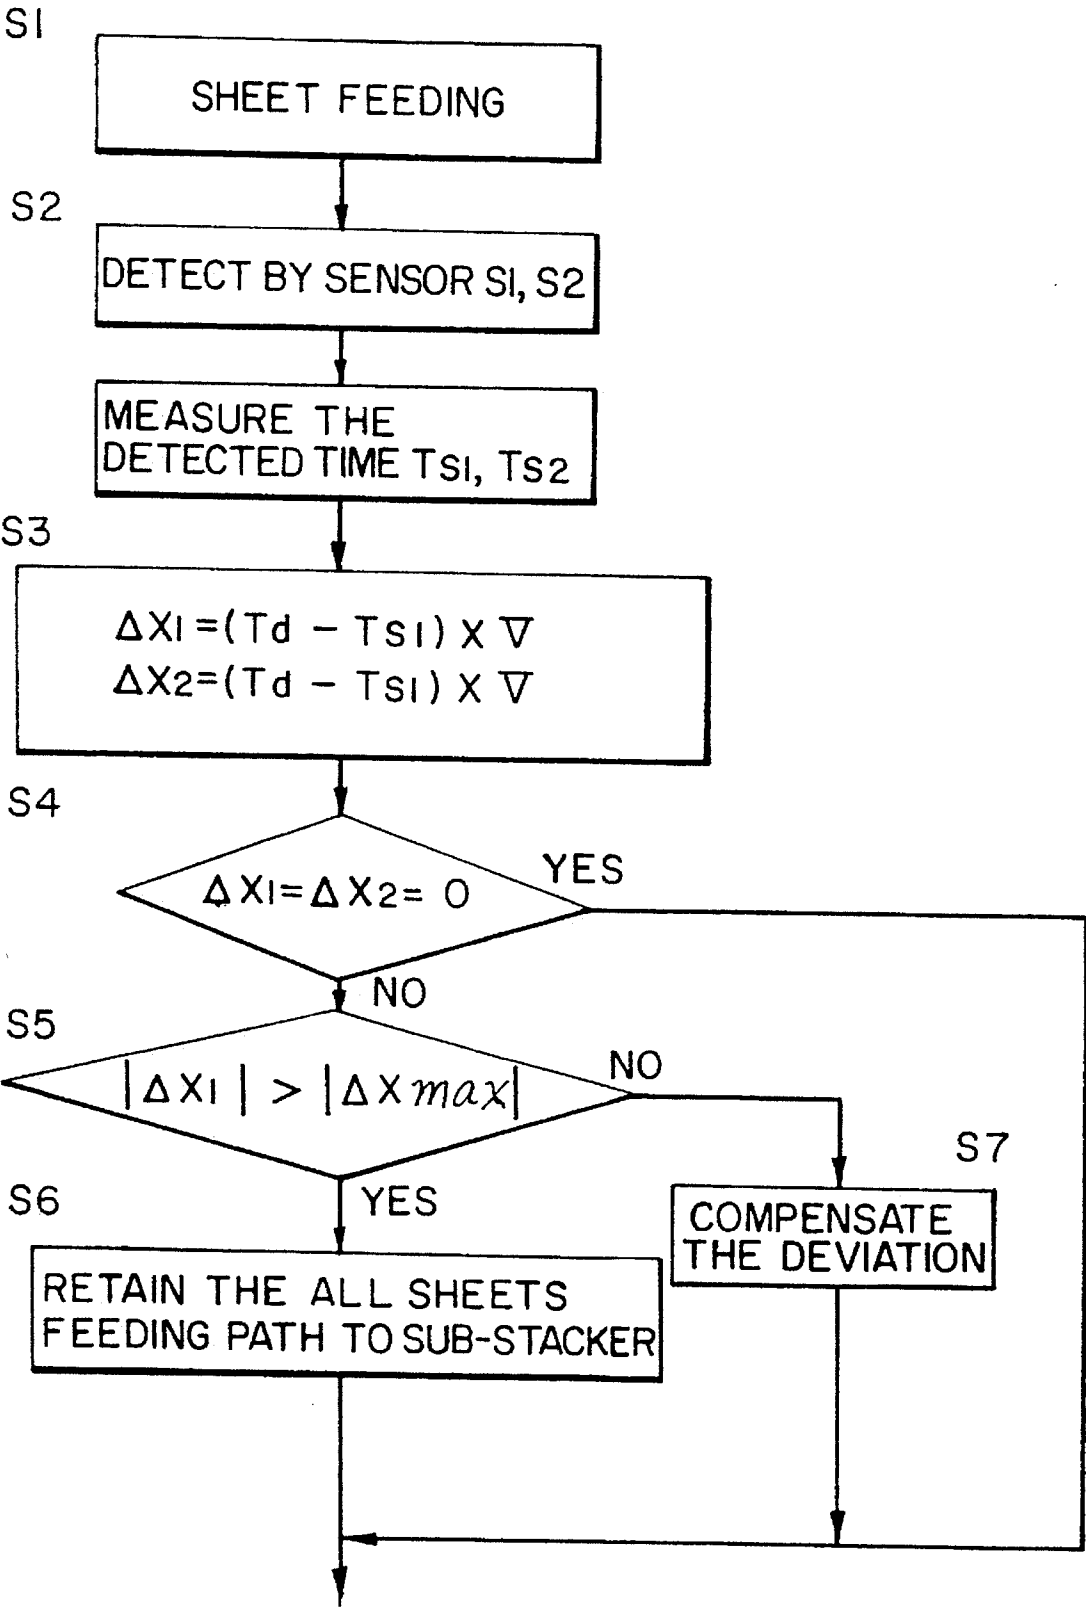 S1
SHEET FEEDING
S2
DETECT BY SENSOR S1, S2
MEASURE THE
DETECTED TIME TS1, TS2
S3
ΔX1=(Td - TS1) X ∇
ΔX2=(Td - TS1) X ∇
S4
ΔX1=ΔX2= 0
YES
NO
S5
|ΔX1| > |ΔXmax|
NO
S7
COMPENSATE
THE DEVIATION
S6
YES
RETAIN THE ALL SHEETS
FEEDING PATH TO SUB-STACKER